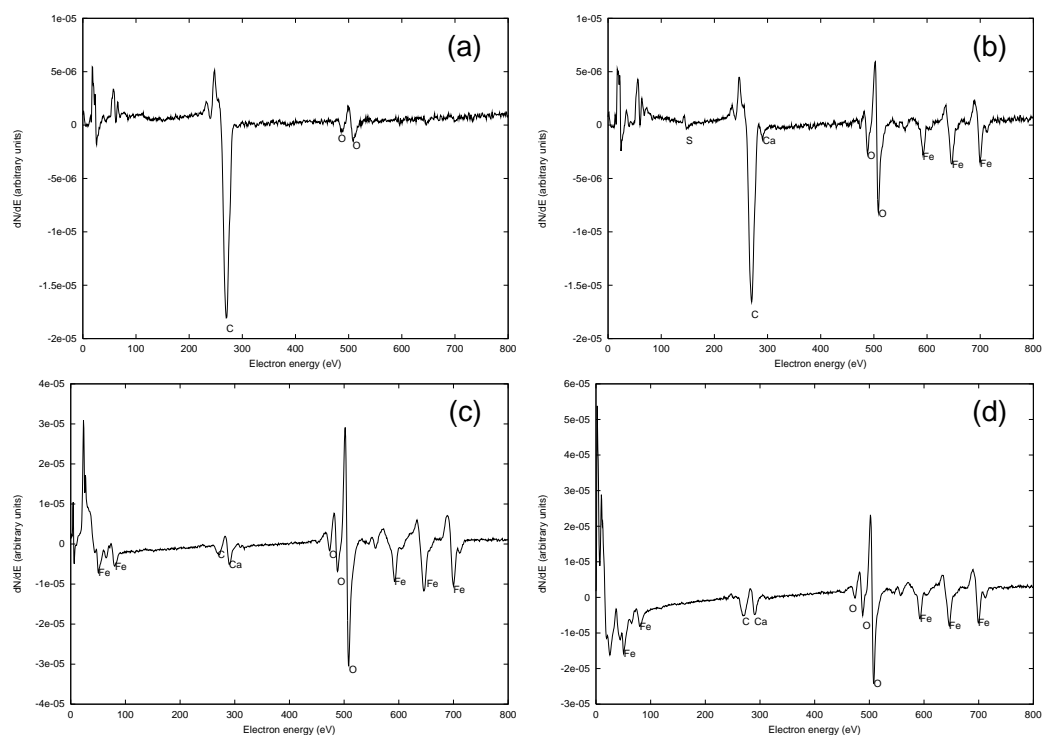 (a)
dN/dE (arbitrary units)
1e-05
5e-06
0
-5e-06
-1e-05
-1.5e-05
-2e-05
C
O
O
0 100 200 300 400 500 600 700 800
Electron energy (eV)
(b)
dN/dE (arbitrary units)
1e-05
5e-06
0
-5e-06
-1e-05
-1.5e-05
-2e-05
S
C
Ca
O
O
Fe
Fe
Fe
0 100 200 300 400 500 600 700 800
Electron energy (eV)
(c)
dN/dE (arbitrary units)
4e-05
3e-05
2e-05
1e-05
0
-1e-05
-2e-05
-3e-05
-4e-05
Fe
Fe
C
Ca
O
O
O
Fe
Fe
Fe
0 100 200 300 400 500 600 700 800
Electron energy (eV)
(d)
dN/dE (arbitrary units)
6e-05
5e-05
4e-05
3e-05
2e-05
1e-05
0
-1e-05
-2e-05
-3e-05
Fe
Fe
C
Ca
O
O
O
Fe
Fe
Fe
0 100 200 300 400 500 600 700 800
Electron energy (eV)